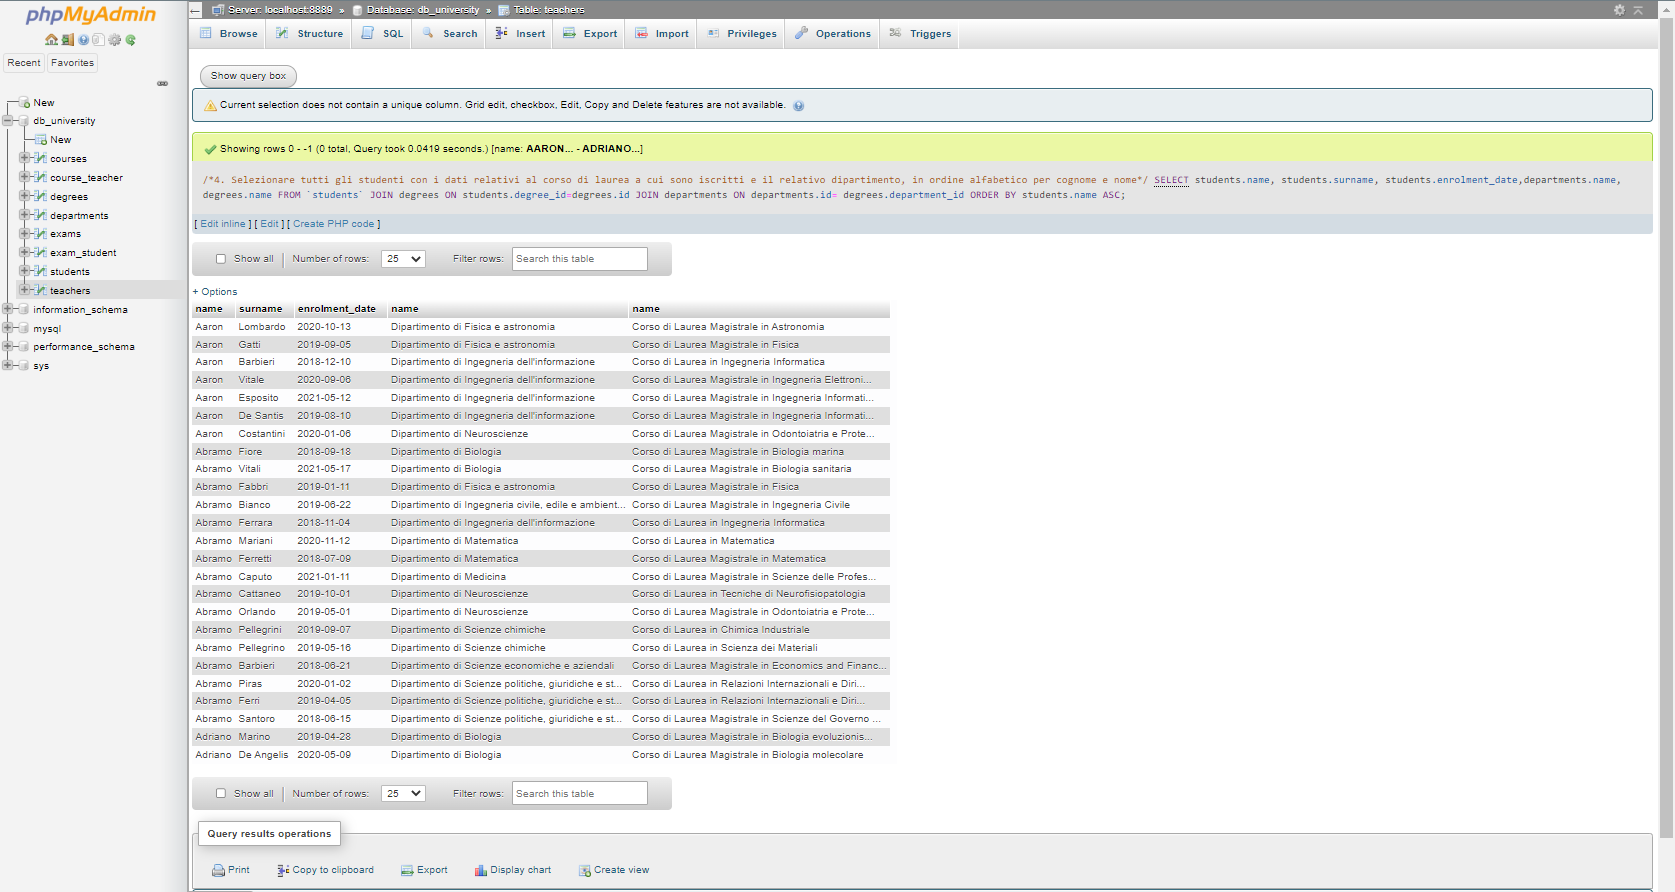 phpMyAdmin
Recent Favorites
New
db_university
New
courses
course_teacher
degrees
departments
exams
exam_student
students
teachers
information_schema
mysql
performance_schema
sys
Server: localhost:8889 » Database: db_university » Table: teachers
Browse Structure SQL Search Insert Export Import Privileges Operations Triggers
Show query box
Current selection does not contain a unique column. Grid edit, checkbox, Edit, Copy and Delete features are not available.
Showing rows 0 - -1 (0 total, Query took 0.0419 seconds.) [name: AARON... - ADRIANO...]
/*4. Selezionare tutti gli studenti con i dati relativi al corso di laurea a cui sono iscritti e il relativo dipartimento, in ordine alfabetico per cognome e nome*/ SELECT students.name, students.surname, students.enrolment_date,departments.name,
degrees.name FROM `students` JOIN degrees ON students.degree_id=degrees.id JOIN departments ON departments.id= degrees.department_id ORDER BY students.name ASC;
[ Edit inline ] [ Edit ] [ Create PHP code ]
Show all Number of rows: 25 Filter rows: Search this table
+ Options
name surname enrolment_date name name
Aaron Lombardo 2020-10-13 Dipartimento di Fisica e astronomia Corso di Laurea Magistrale in Astronomia
Aaron Gatti 2019-09-05 Dipartimento di Fisica e astronomia Corso di Laurea Magistrale in Fisica
Aaron Barbieri 2018-12-10 Dipartimento di Ingegneria dell'informazione Corso di Laurea in Ingegneria Informatica
Aaron Vitale 2020-09-06 Dipartimento di Ingegneria dell'informazione Corso di Laurea Magistrale in Ingegneria Elettroni...
Aaron Esposito 2021-05-12 Dipartimento di Ingegneria dell'informazione Corso di Laurea Magistrale in Ingegneria Informati...
Aaron De Santis 2019-08-10 Dipartimento di Ingegneria dell'informazione Corso di Laurea Magistrale in Ingegneria Informati...
Aaron Costantini 2020-01-06 Dipartimento di Neuroscienze Corso di Laurea Magistrale in Odontoiatria e Prote...
Abramo Fiore 2018-09-18 Dipartimento di Biologia Corso di Laurea Magistrale in Biologia marina
Abramo Vitali 2021-05-17 Dipartimento di Biologia Corso di Laurea Magistrale in Biologia sanitaria
Abramo Fabbri 2019-01-11 Dipartimento di Fisica e astronomia Corso di Laurea Magistrale in Fisica
Abramo Bianco 2019-06-22 Dipartimento di Ingegneria civile, edile e ambient... Corso di Laurea Magistrale in Ingegneria Civile
Abramo Ferrara 2018-11-04 Dipartimento di Ingegneria dell'informazione Corso di Laurea in Ingegneria Informatica
Abramo Mariani 2020-11-12 Dipartimento di Matematica Corso di Laurea in Matematica
Abramo Ferretti 2018-07-09 Dipartimento di Matematica Corso di Laurea Magistrale in Matematica
Abramo Caputo 2021-01-11 Dipartimento di Medicina Corso di Laurea Magistrale in Scienze delle Profes...
Abramo Cattaneo 2019-10-01 Dipartimento di Neuroscienze Corso di Laurea in Tecniche di Neurofisiopatologia
Abramo Orlando 2019-05-01 Dipartimento di Neuroscienze Corso di Laurea Magistrale in Odontoiatria e Prote...
Abramo Pellegrini 2019-09-07 Dipartimento di Scienze chimiche Corso di Laurea in Chimica Industriale
Abramo Pellegrino 2019-05-16 Dipartimento di Scienze chimiche Corso di Laurea in Scienza dei Materiali
Abramo Barbieri 2018-06-21 Dipartimento di Scienze economiche e aziendali Corso di Laurea Magistrale in Economics and Financ...
Abramo Piras 2020-01-02 Dipartimento di Scienze politiche, giuridiche e st... Corso di Laurea in Relazioni Internazionali e Diri...
Abramo Ferri 2019-04-05 Dipartimento di Scienze politiche, giuridiche e st... Corso di Laurea in Relazioni Internazionali e Diri...
Abramo Santoro 2018-06-15 Dipartimento di Scienze politiche, giuridiche e st... Corso di Laurea Magistrale in Scienze del Governo ...
Adriano Marino 2019-04-28 Dipartimento di Biologia Corso di Laurea Magistrale in Biologia evoluzionis...
Adriano De Angelis 2020-05-09 Dipartimento di Biologia Corso di Laurea Magistrale in Biologia molecolare
Show all Number of rows: 25 Filter rows: Search this table
Query results operations
Print Copy to clipboard Export Display chart Create view